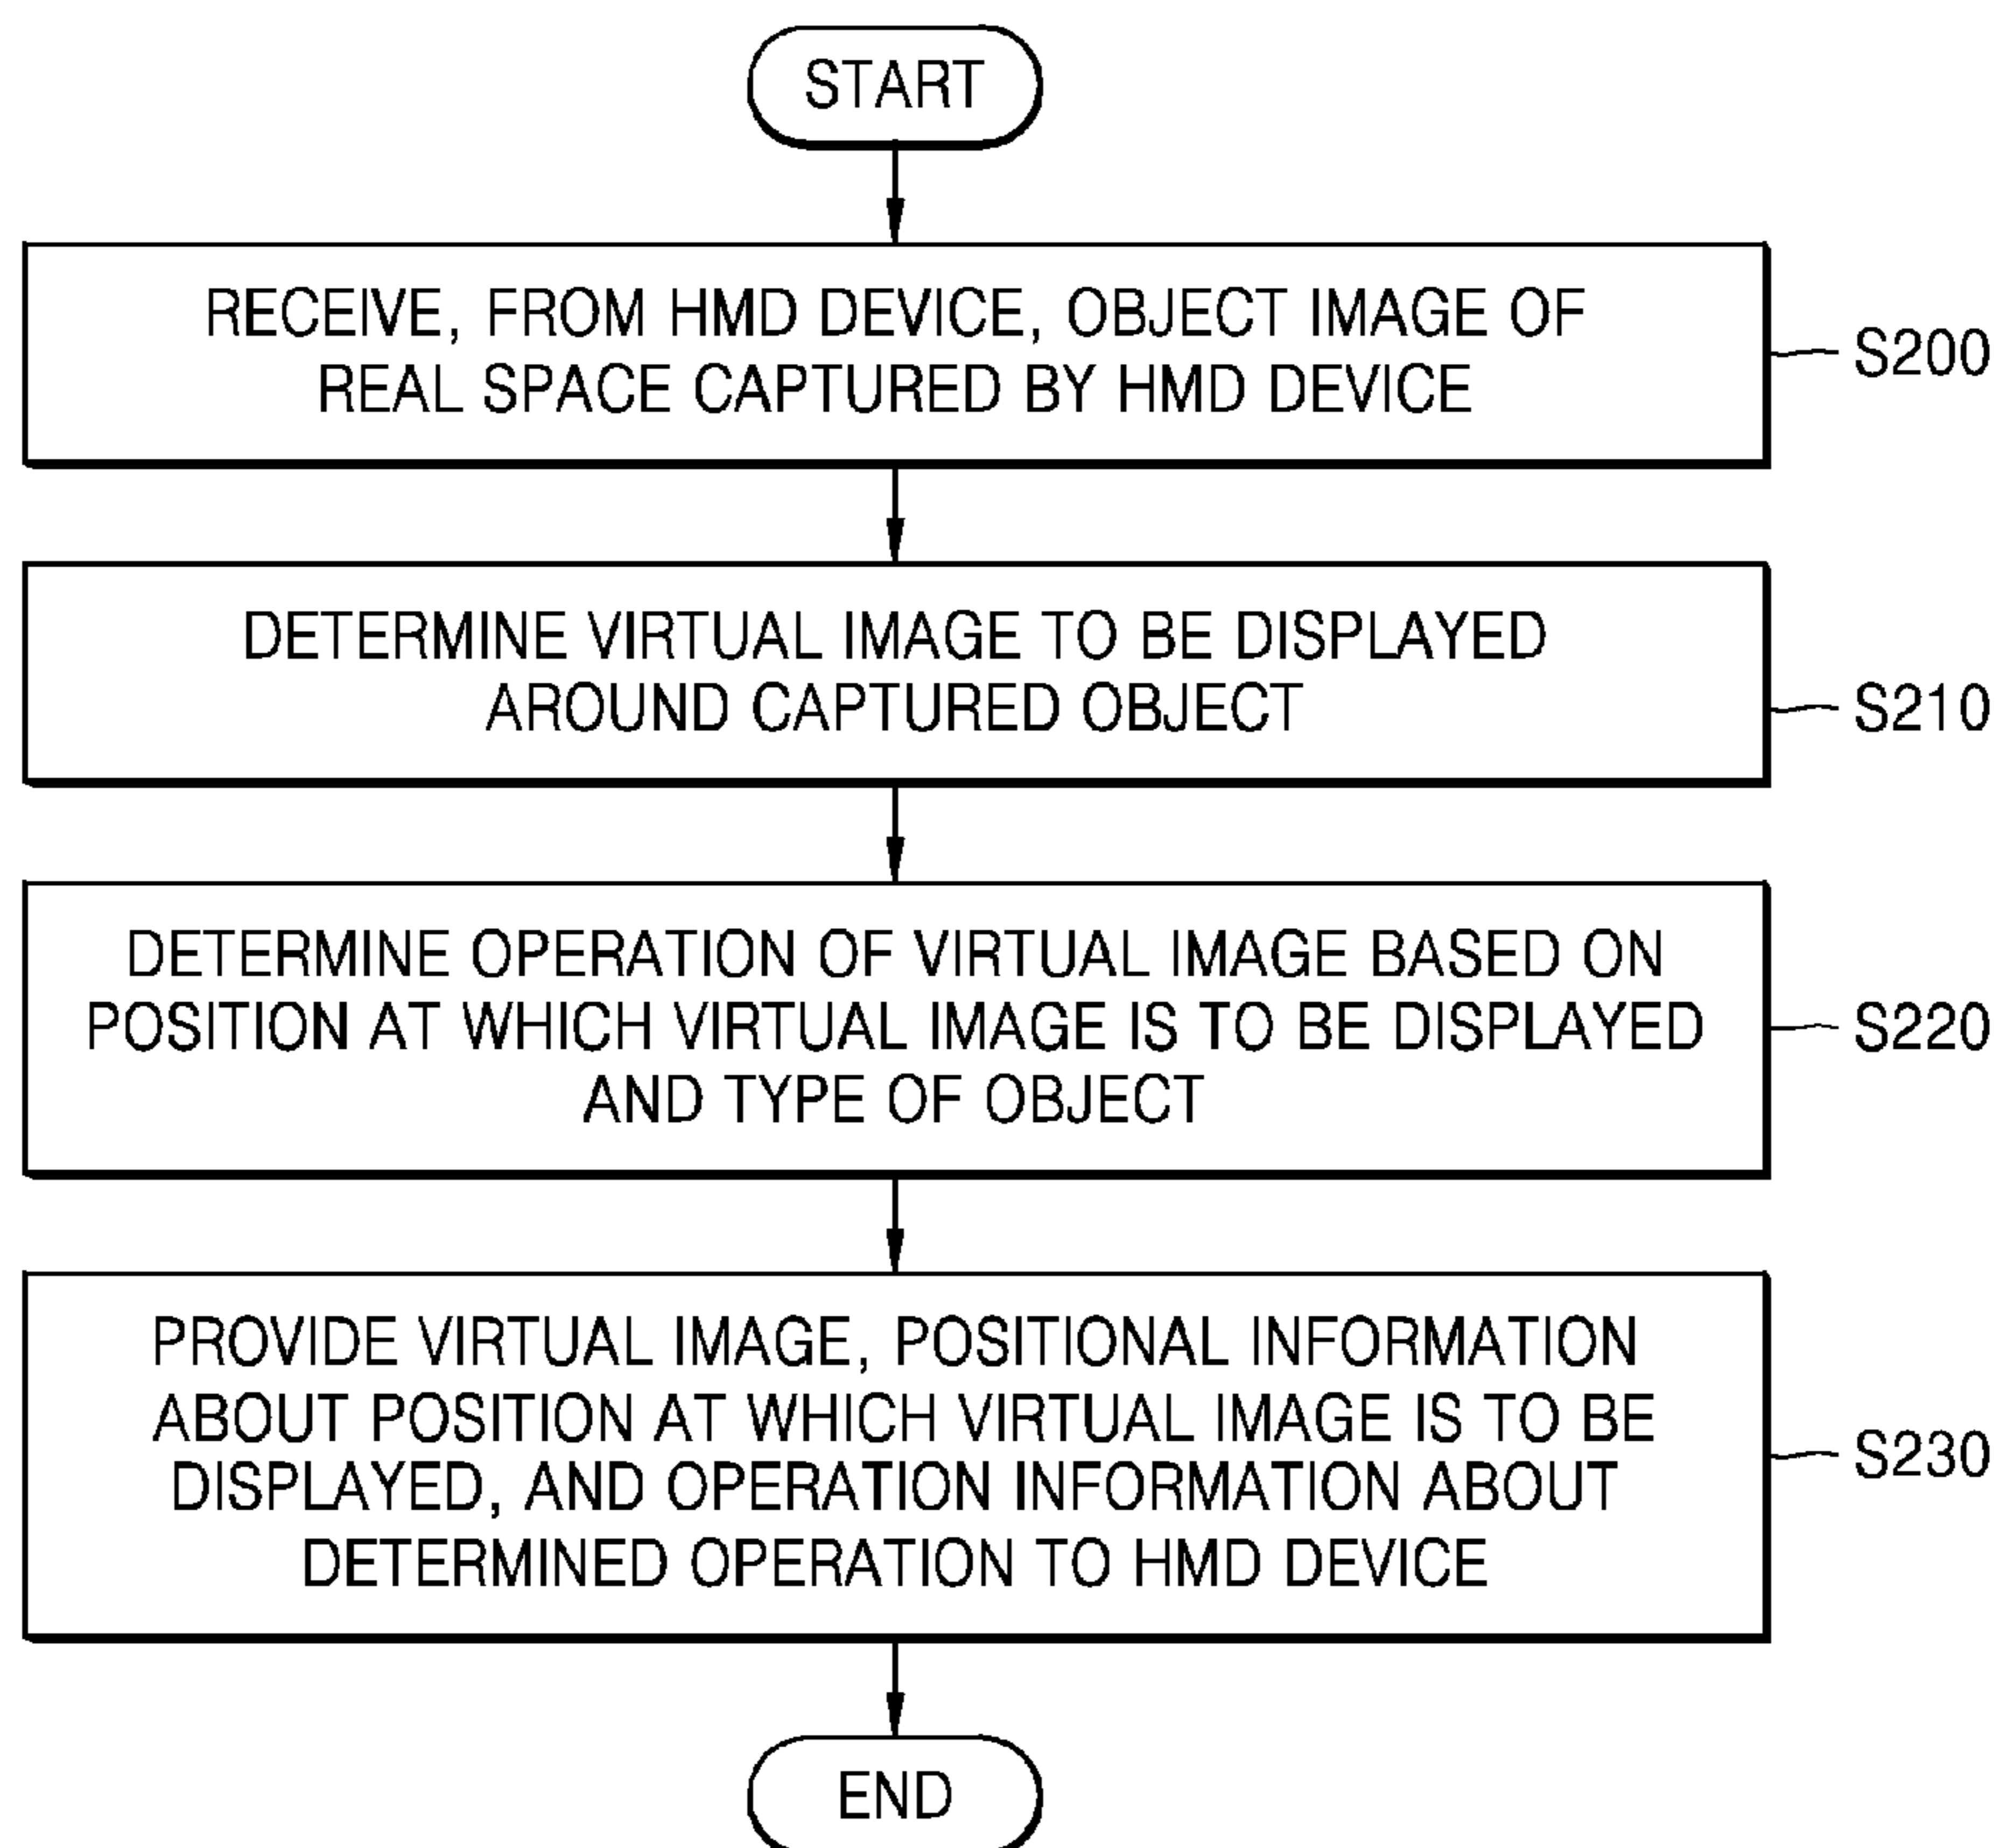 START
RECEIVE, FROM HMD DEVICE, OBJECT IMAGE OF
REAL SPACE CAPTURED BY HMD DEVICE
S200
DETERMINE VIRTUAL IMAGE TO BE DISPLAYED
AROUND CAPTURED OBJECT
S210
DETERMINE OPERATION OF VIRTUAL IMAGE BASED ON
POSITION AT WHICH VIRTUAL IMAGE IS TO BE DISPLAYED
AND TYPE OF OBJECT
S220
PROVIDE VIRTUAL IMAGE, POSITIONAL INFORMATION
ABOUT POSITION AT WHICH VIRTUAL IMAGE IS TO BE
DISPLAYED, AND OPERATION INFORMATION ABOUT
DETERMINED OPERATION TO HMD DEVICE
S230
END